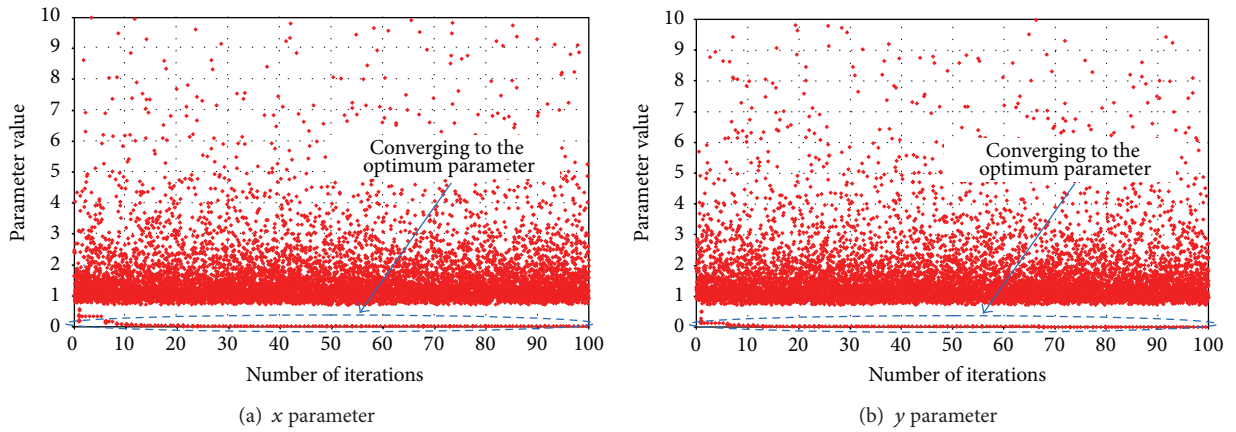 10
9
8
7
6
5
4
3
2
1
0
Parameter value
Converging to the
optimum parameter
0 10 20 30 40 50 60 70 80 90 100
Number of iterations
(a) x parameter
10
9
8
7
6
5
4
3
2
1
0
Parameter value
Converging to the
optimum parameter
0 10 20 30 40 50 60 70 80 90 100
Number of iterations
(b) y parameter